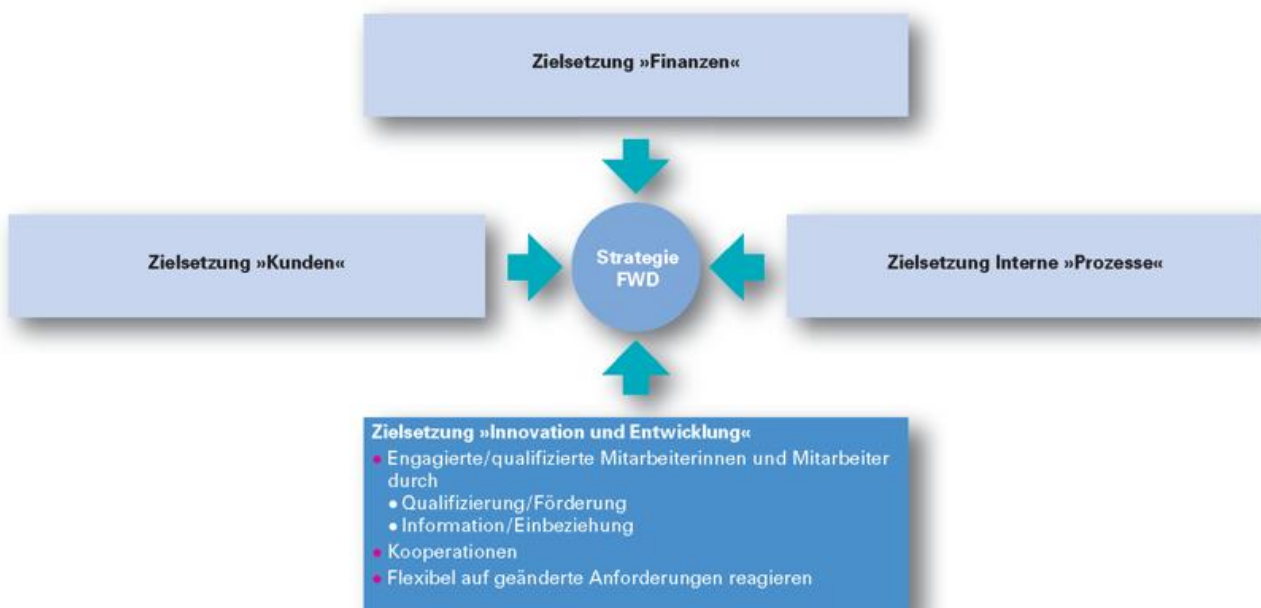 Zielsetzung »Finanzen«
Zielsetzung »Kunden«
Strategie
FWD
Zielsetzung Interne »Prozesse«
Zielsetzung »Innovation und Entwicklung«
• Engagierte/qualifizierte Mitarbeiterinnen und Mitarbeiter
durch
• Qualifizierung/Förderung
• Information/Einbeziehung
• Kooperationen
• Flexibel auf geänderte Anforderungen reagieren